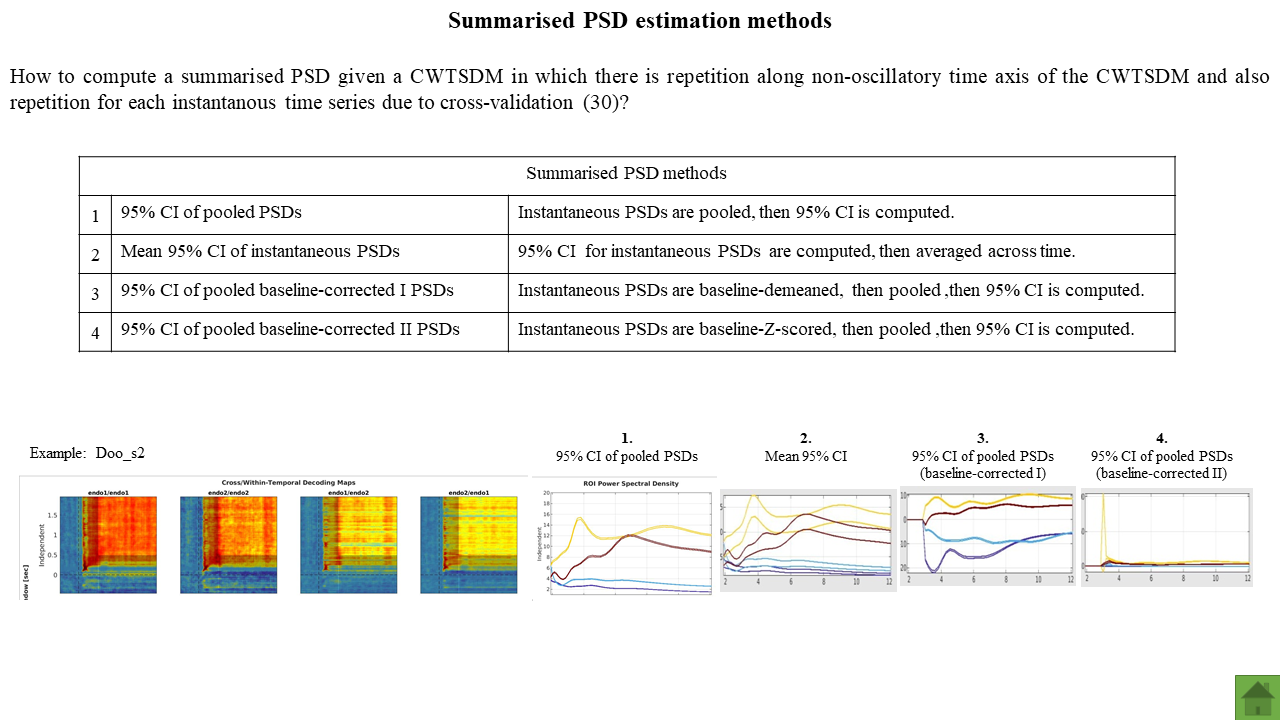 Summarised PSD estimation methods
How to compute a summarised PSD given a CWTSDM in which there is repetition along non-oscillatory time axis of the CWTSDM and also
repetition for each instantanous time series due to cross-validation (30)?
Summarised PSD methods
1 95% CI of pooled PSDs Instantaneous PSDs are pooled, then 95% CI is computed.
2 Mean 95% CI of instantaneous PSDs 95% CI for instantaneous PSDs are computed, then averaged across time.
3 95% CI of pooled baseline-corrected I PSDs Instantaneous PSDs are baseline-demeaned, then pooled ,then 95% CI is computed.
4 95% CI of pooled baseline-corrected II PSDs Instantaneous PSDs are baseline-Z-scored, then pooled ,then 95% CI is computed.
Example: Doo_s2
1.
95% CI of pooled PSDs
2.
Mean 95% CI
3.
95% CI of pooled PSDs
(baseline-corrected I)
4.
95% CI of pooled PSDs
(baseline-corrected II)
Cross/Within-Temporal Decoding Maps
endo1/endo1 endo2/endo2 endo1/endo2 endo2/endo1
Independent
1.5
1
0.5
0
dow [sec]
ROI Power Spectral Density
Independent
20
18
16
14
12
10
8
6
4
2
2 4 6 8 10 12
10
0
10
20
2 4 6 8 10 12
0
0
2 4 6 8 10 12